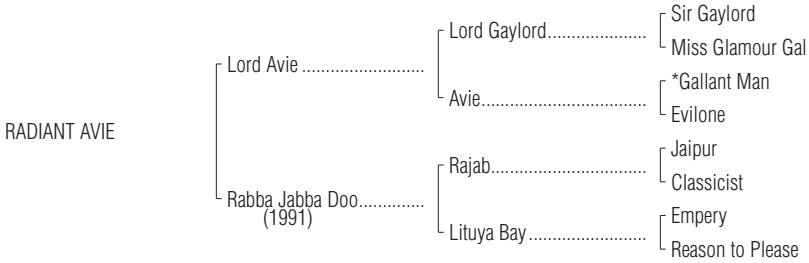 Sir Gaylord
Lord Gaylord.....................
Miss Glamour Gal
Lord Avie ..........................
*Gallant Man
Avie...................................
Evilone
RADIANT AVIE
Jaipur
Rajab.................................
Classicist
Rabba Jabba Doo..............
(1991)
Empery
Lituya Bay .........................
Reason to Please